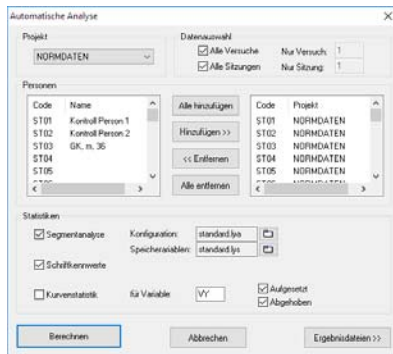 Automatische Analyse
Projekt
NORMDATEN
Datenauswahl
Alle Versuche
Nur Versuch: 1
Alle Sitzungen
Nur Sitzung: 1
Personen
Code Name
ST01 Kontroll Person 1
ST02 Kontroll Person 2
ST03 GK, m, 36
ST04
ST05
Alle hinzufügen
Hinzufügen >>
<< Entfernen
Alle entfernen
Code Projekt
ST01 NORMDATEN
ST02 NORMDATEN
ST03 NORMDATEN
ST04 NORMDATEN
ST05 NORMDATEN
Statistiken
Segmentanalyse
Konfiguration: standard.lya
Speichervariablen: standard.lys
Schriftkennwerte
Kurvenstatistik
für Variable: VY
Aufgesetzt
Abgehoben
Berechnen
Abbrechen
Ergebnisdateien >>